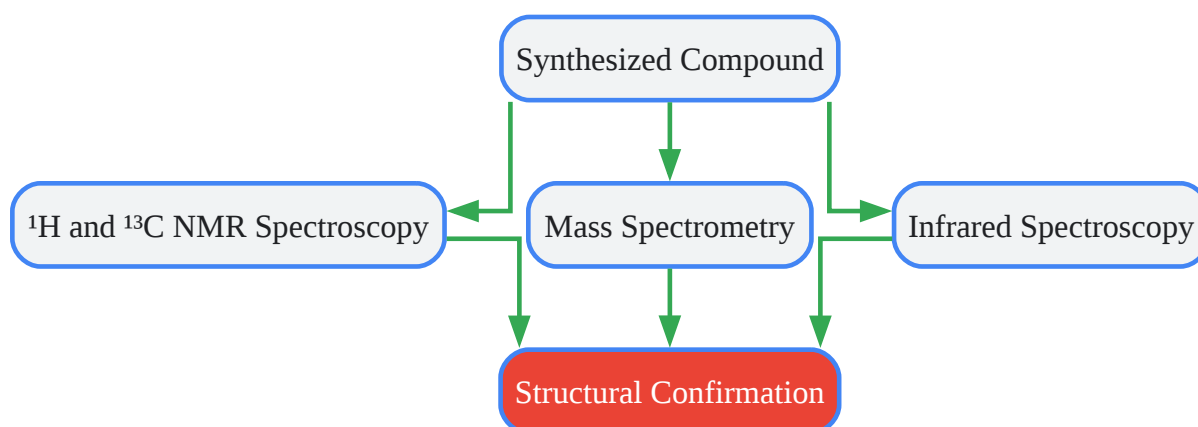 Synthesized Compound
¹H and ¹³C NMR Spectroscopy
Mass Spectrometry
Infrared Spectroscopy
Structural Confirmation